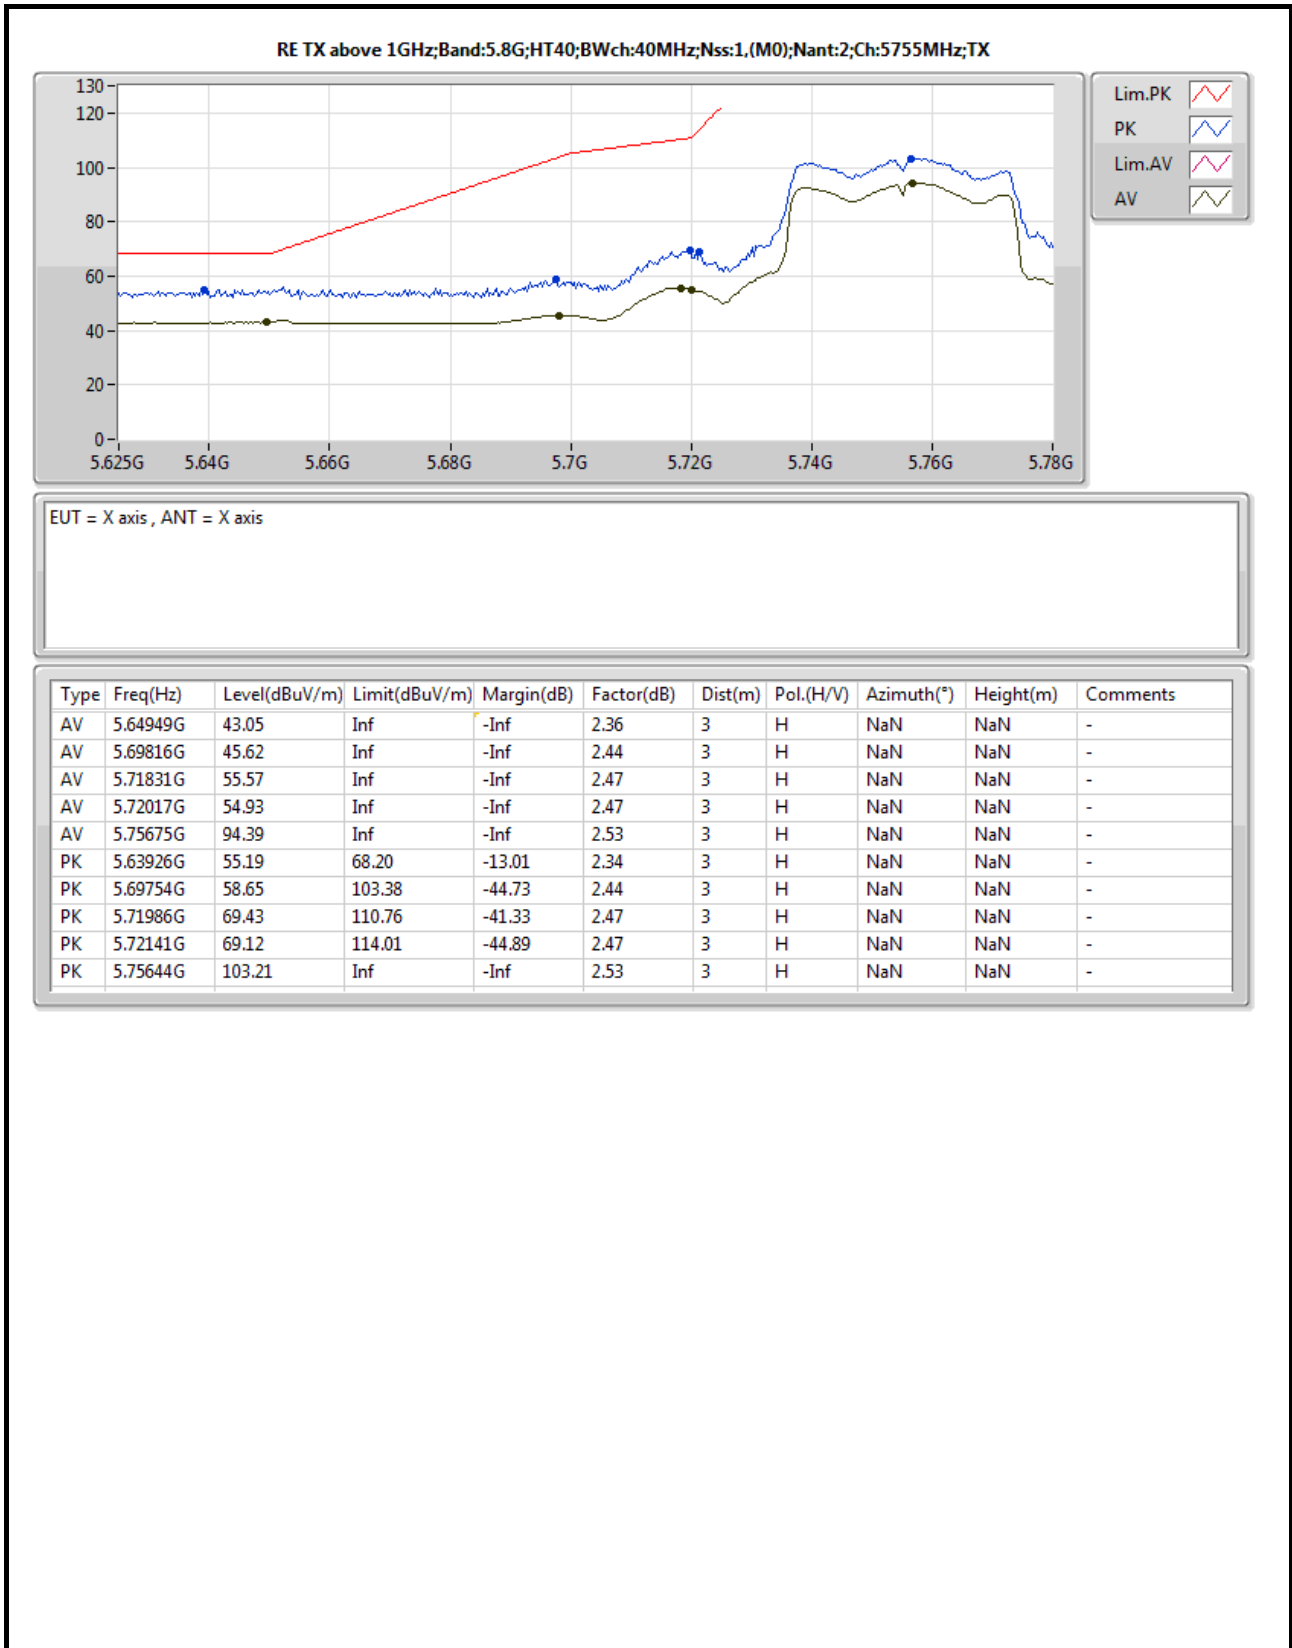 RE TX above 1GHz;Band:5.8G;HT40;BWch:40MHz;Nss:1,(M0);Nant:2;Ch:5755MHz;TX
130
120
100
80
60
40
20
0
5.625G 5.64G 5.66G 5.68G 5.7G 5.72G 5.74G 5.76G 5.78G
Lim.PK
PK
Lim.AV
AV
EUT = X axis , ANT = X axis
Type Freq(Hz) Level(dBuV/m) Limit(dBuV/m) Margin(dB) Factor(dB) Dist(m) Pol.(H/V) Azimuth(°) Height(m) Comments
AV 5.64949G 43.05 Inf -Inf 2.36 3 H NaN NaN -
AV 5.69816G 45.62 Inf -Inf 2.44 3 H NaN NaN -
AV 5.71831G 55.57 Inf -Inf 2.47 3 H NaN NaN -
AV 5.72017G 54.93 Inf -Inf 2.47 3 H NaN NaN -
AV 5.75675G 94.39 Inf -Inf 2.53 3 H NaN NaN -
PK 5.63926G 55.19 68.20 -13.01 2.34 3 H NaN NaN -
PK 5.69754G 58.65 103.38 -44.73 2.44 3 H NaN NaN -
PK 5.71986G 69.43 110.76 -41.33 2.47 3 H NaN NaN -
PK 5.72141G 69.12 114.01 -44.89 2.47 3 H NaN NaN -
PK 5.75644G 103.21 Inf -Inf 2.53 3 H NaN NaN -